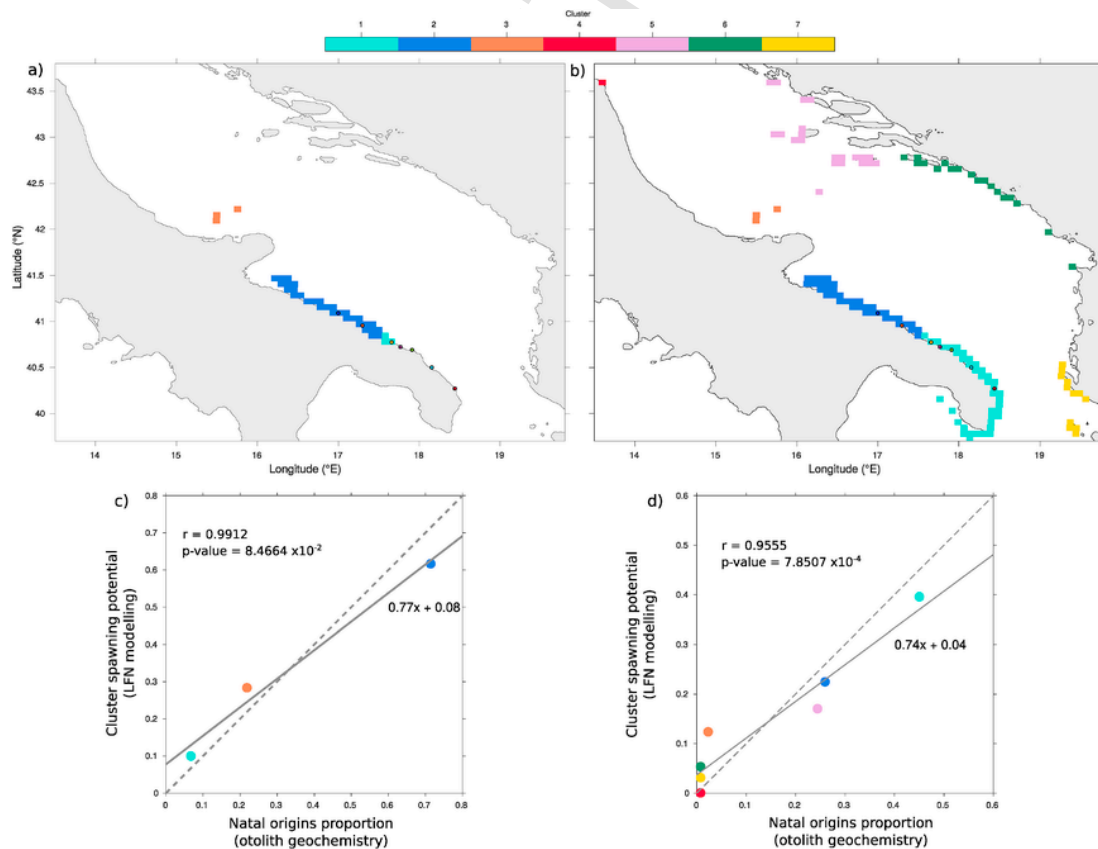 Cluster
1 2 3 4 5 6 7
a)
b)
43.5
43
42.5
42
41.5
41
40.5
40
Latitude (°N)
14 15 16 17 18 19
Longitude (°E)
14 15 16 17 18 19
Longitude (°E)
c)
r = 0.9912
p-value = 8.4664 x10⁻²
0.77x + 0.08
0.8
0.7
0.6
0.5
0.4
0.3
0.2
0.1
0
Cluster spawning potential
(LFN modelling)
0 0.1 0.2 0.3 0.4 0.5 0.6 0.7 0.8
Natal origins proportion
(otolith geochemistry)
d)
r = 0.9555
p-value = 7.8507 x10⁻⁴
0.74x + 0.04
0.6
0.5
0.4
0.3
0.2
0.1
0
Cluster spawning potential
(LFN modelling)
0 0.1 0.2 0.3 0.4 0.5 0.6
Natal origins proportion
(otolith geochemistry)